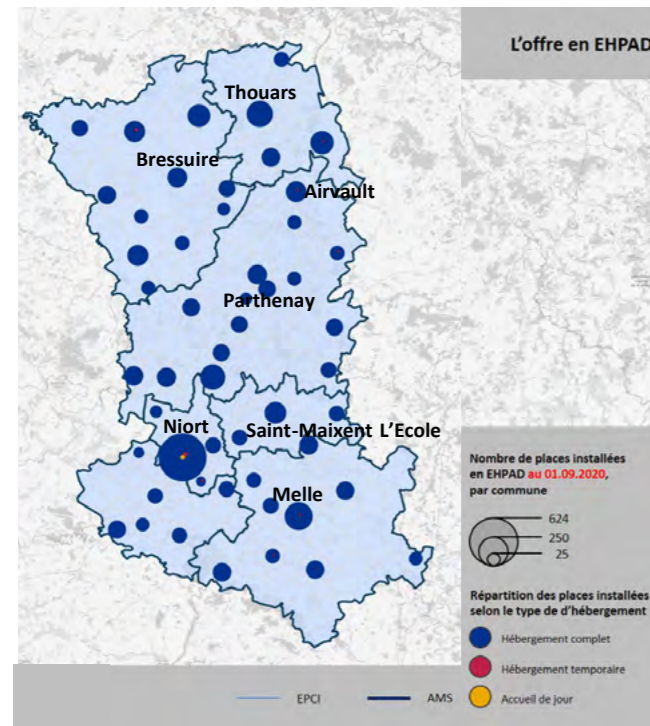 L'offre en EHPAD
Thouars
Bressuire
Airvault
Parthenay
Niort
Saint-Maixent L'Ecole
Melle
Nombre de places installées
en EHPAD au 01.09.2020,
par commune
624
250
25
Répartition des places installées
selon le type de d'hébergement
Hébergement complet
Hébergement temporaire
Accueil de jour
EPCI
AMS